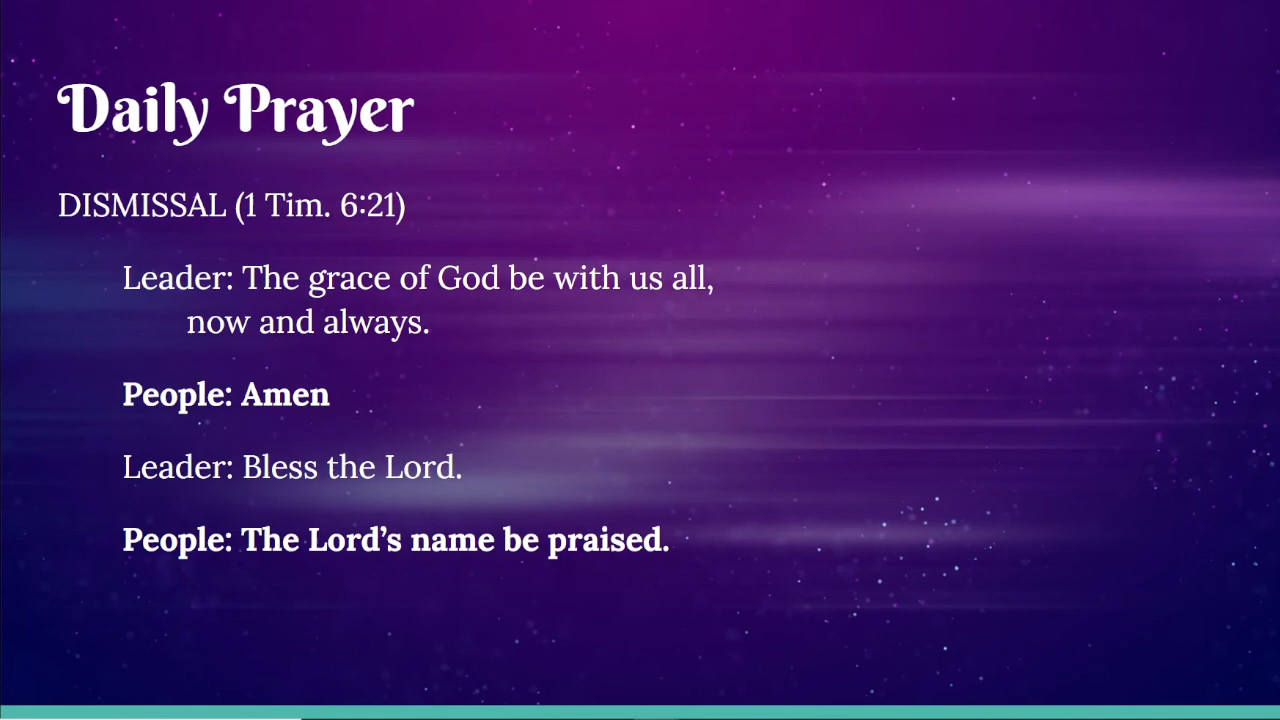 Daily Prayer
DISMISSAL (1 Tim. 6:21)
Leader: The grace of God be with us all,
now and always.
People: Amen
Leader: Bless the Lord.
People: The Lord’s name be praised.